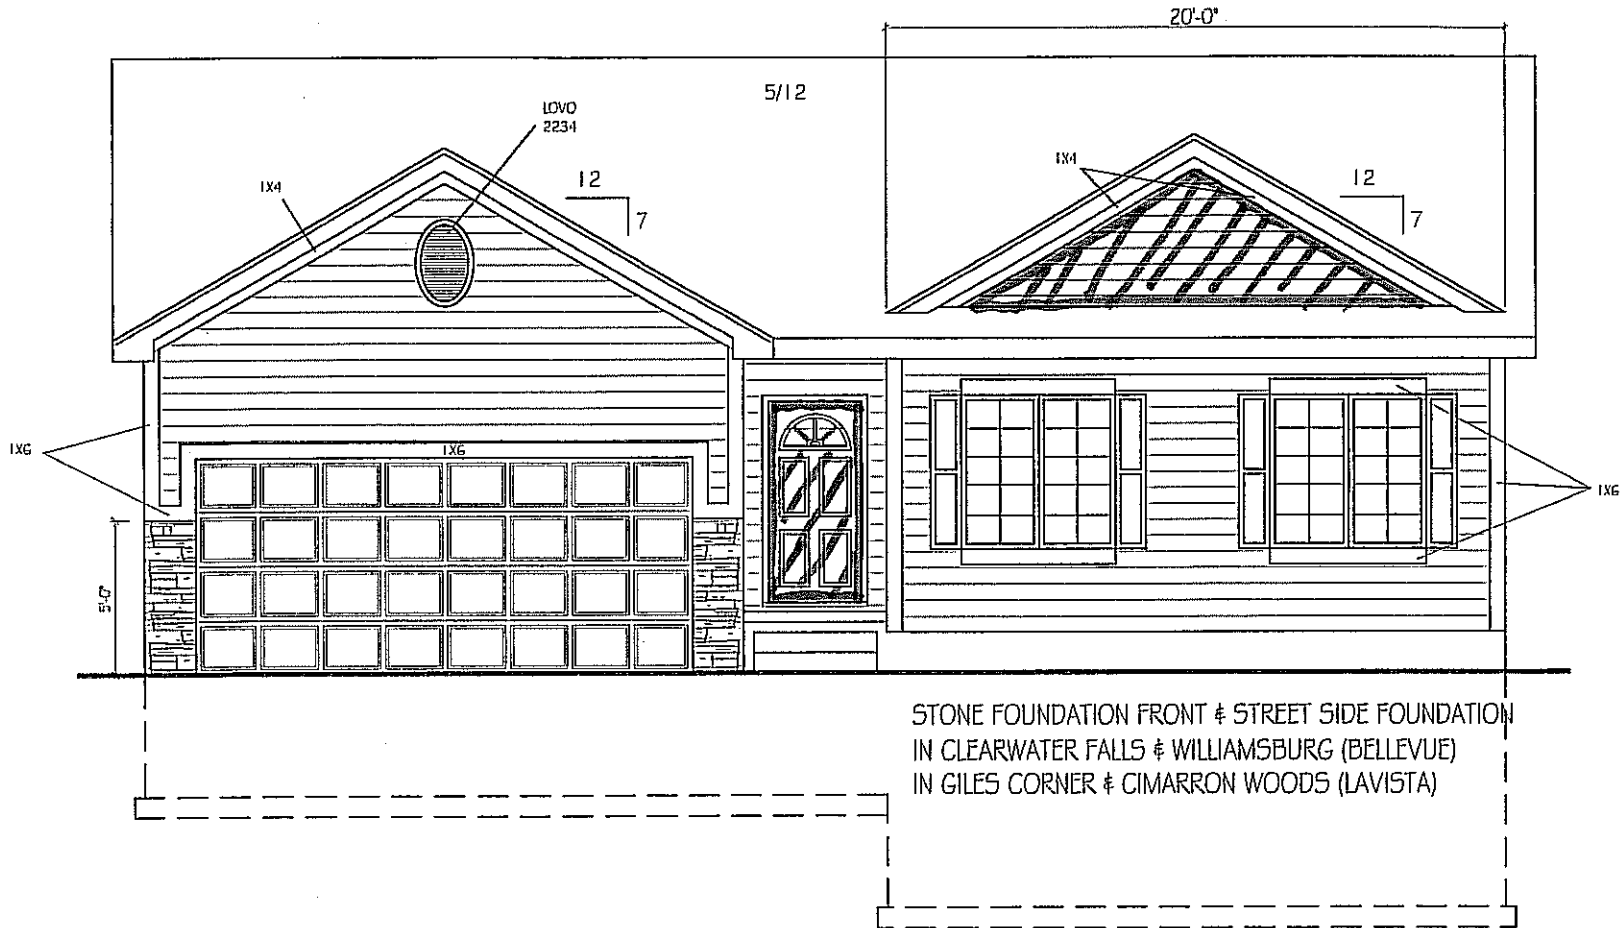 20'-0"
5/12
LOVO
2234
1X4
12
7
1X4
12
7
1X6
1X6
1X6
5'-0"
STONE FOUNDATION FRONT & STREET SIDE FOUNDATION
IN CLEARWATER FALLS & WILLIAMSBURG (BELLEVUE)
IN GILES CORNER & CIMARRON WOODS (LAVISTA)